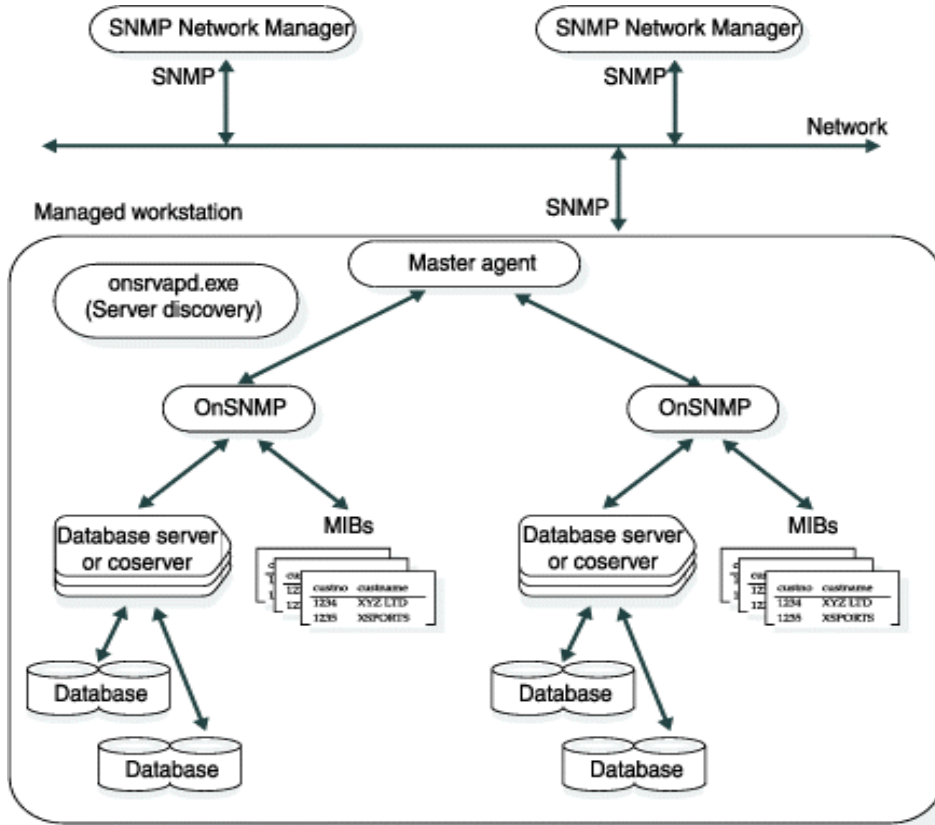 SNMP Network Manager
SNMP Network Manager
SNMP
SNMP
Network
SNMP
Managed workstation
Master agent
onsrvapd.exe
(Server discovery)
OnSNMP
OnSNMP
Database server
or coserver
MIBs
custno custname
1234 XYZ LTD
1235 XSPORTS
Database
Database
Database server
or coserver
MIBs
custno custname
1234 XYZ LTD
1235 XSPORTS
Database
Database